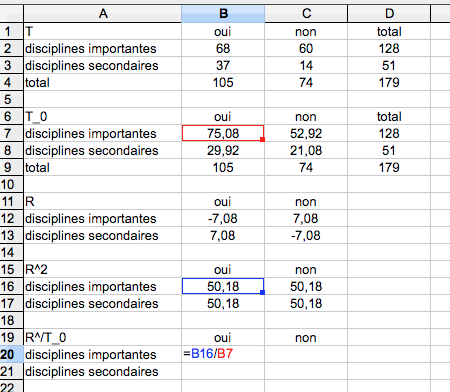 A B C D
1 T oui non total
2 disciplines importantes 68 60 128
3 disciplines secondaires 37 14 51
4 total 105 74 179
5
6 T_0 oui non total
7 disciplines importantes 75,08 52,92 128
8 disciplines secondaires 29,92 21,08 51
9 total 105 74 179
10
11 R oui non
12 disciplines importantes -7,08 7,08
13 disciplines secondaires 7,08 -7,08
14
15 R^2 oui non
16 disciplines importantes 50,18 50,18
17 disciplines secondaires 50,18 50,18
18
19 R^/T_0 oui non
20 disciplines importantes =B16/B7
21 disciplines secondaires
22